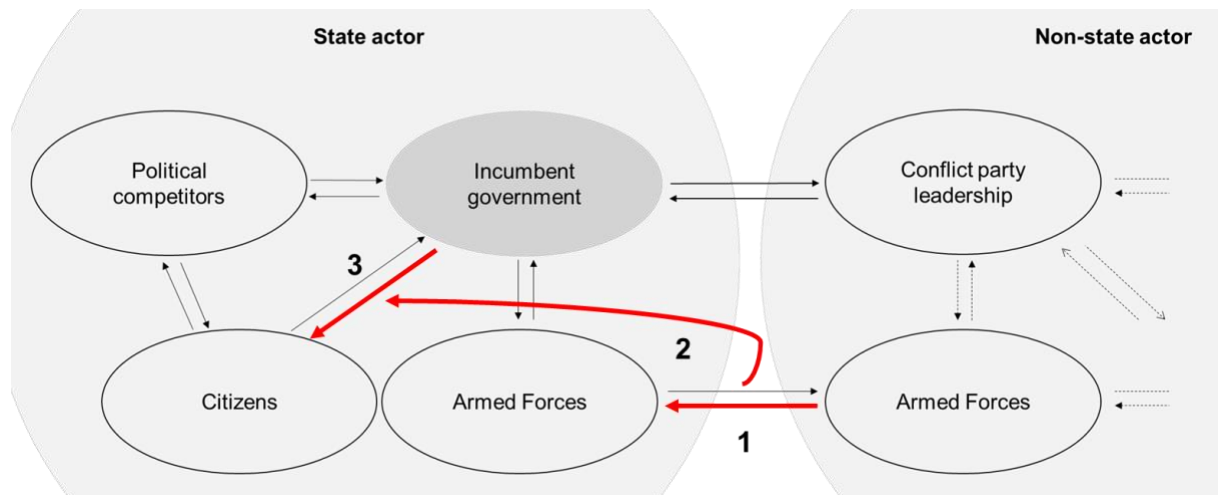 State actor
Non-state actor
Political
competitors
Incumbent
government
Conflict party
leadership
3
2
Citizens
Armed Forces
Armed Forces
1